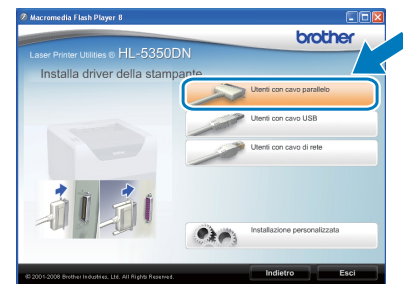 Macromedia Flash Player 8
brother
Laser Printer Utilities ® HL-5350DN
Installa driver della stampante
Utenti con cavo parallelo
Utenti con cavo USB
Utenti con cavo di rete
Installazione personalizzata
© 2001-2008 Brother Industries, Ltd. All Rights Reserved.
Indietro
Esci